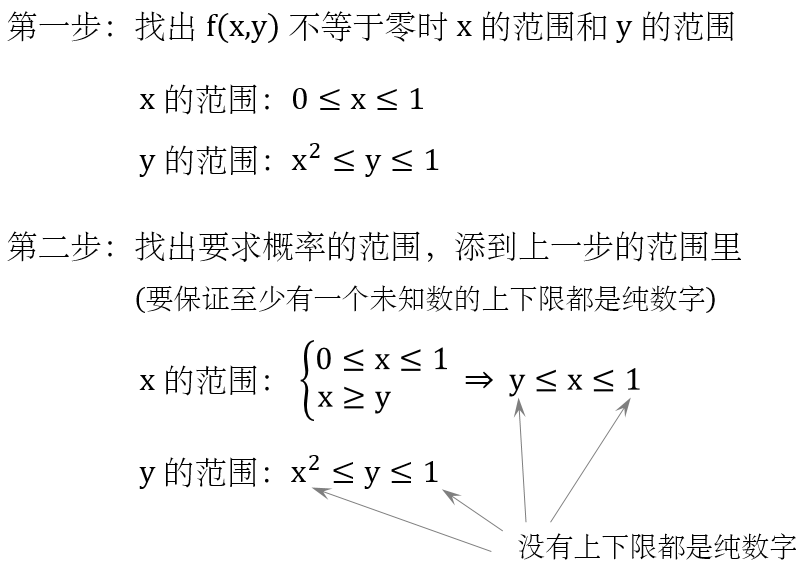 第一步：找出 f(x,y) 不等于零时 x 的范围和 y 的范围
x 的范围：0 ≤ x ≤ 1
y 的范围：x² ≤ y ≤ 1
第二步：找出要求概率的范围，添到上一步的范围里
(要保证至少有一个未知数的上下限都是纯数字)
x 的范围：{0 ≤ x ≤ 1
x ≥ y ⇒ y ≤ x ≤ 1
y 的范围：x² ≤ y ≤ 1
没有上下限都是纯数字